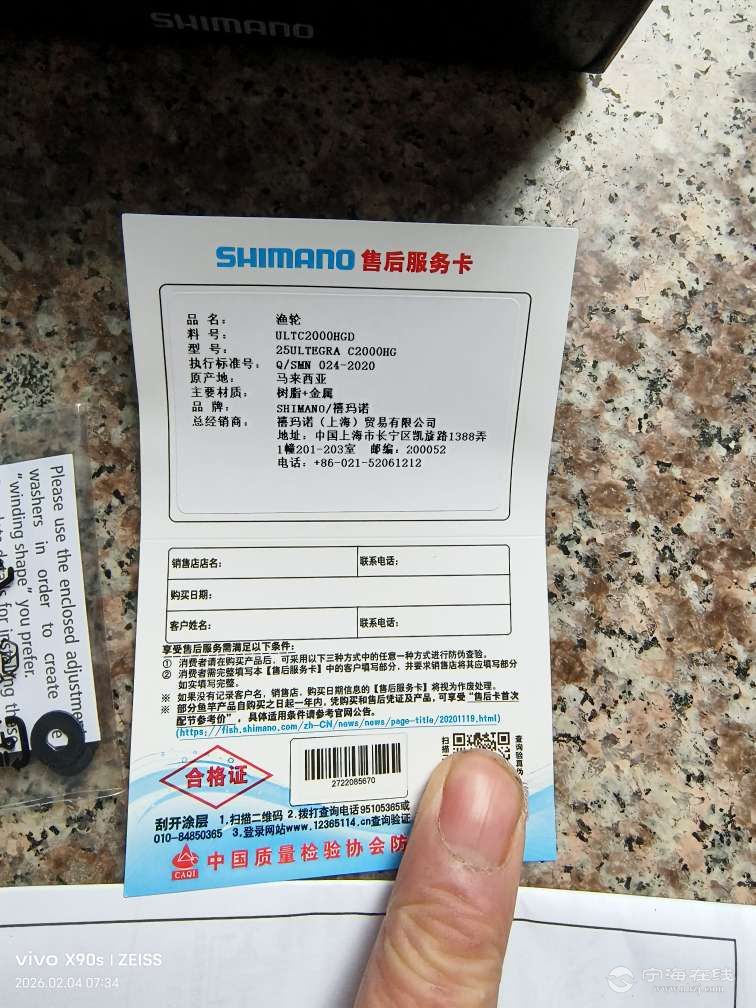 SHIMANO
SHIMANO 售后服务卡
品 名： 渔轮
料 号： ULTC2000HGD
型 号： 25ULTEGRA C2000HG
执行标准号： Q/SMN 024-2020
原产地： 马来西亚
主要材质： 树脂+金属
品 牌： SHIMANO/禧玛诺
总经销商： 禧玛诺（上海）贸易有限公司
地址：中国上海市长宁区凯旋路1388弄
1幢201-203室 邮编：200052
电话：+86-021-52061212
销售店店名： 联系电话：
购买日期：
客户姓名： 联系电话：
享受售后服务需满足以下条件：
① 消费者请在购买产品后，可采用以下三种方式中的任意一种方式进行防伪查验。
② 消费者需完整填写本【售后服务卡】中的客户填写部分，并要求销售店将其应填写部分
如实填写完整。
※ 如果没有记录客户名，销售店，购买日期信息的【售后服务卡】将视为作废处理。
※ 部分鱼竿产品自购买之日起一年内，凭购买和售后凭证及产品，可享受“售后卡首次
配节参考价”，具体适用条件请参考官网公告。
(https://fish.shimano.com/zh-CN/news/news/page-title/20201119.html)
合格证
2722085670
扫描
查询验真伪
刮开涂层 1.扫描二维码 2.拨打查询电话95105365或
010-84850365 3.登录网站www.12365114.cn查询验证
CAQI 中国质量检验协会防
Please use the enclosed adjustment
washers in order to create the
"winding shape" you prefer.
for installing these
vivo X90s | ZEISS
2026.02.04 07:34
宁海在线